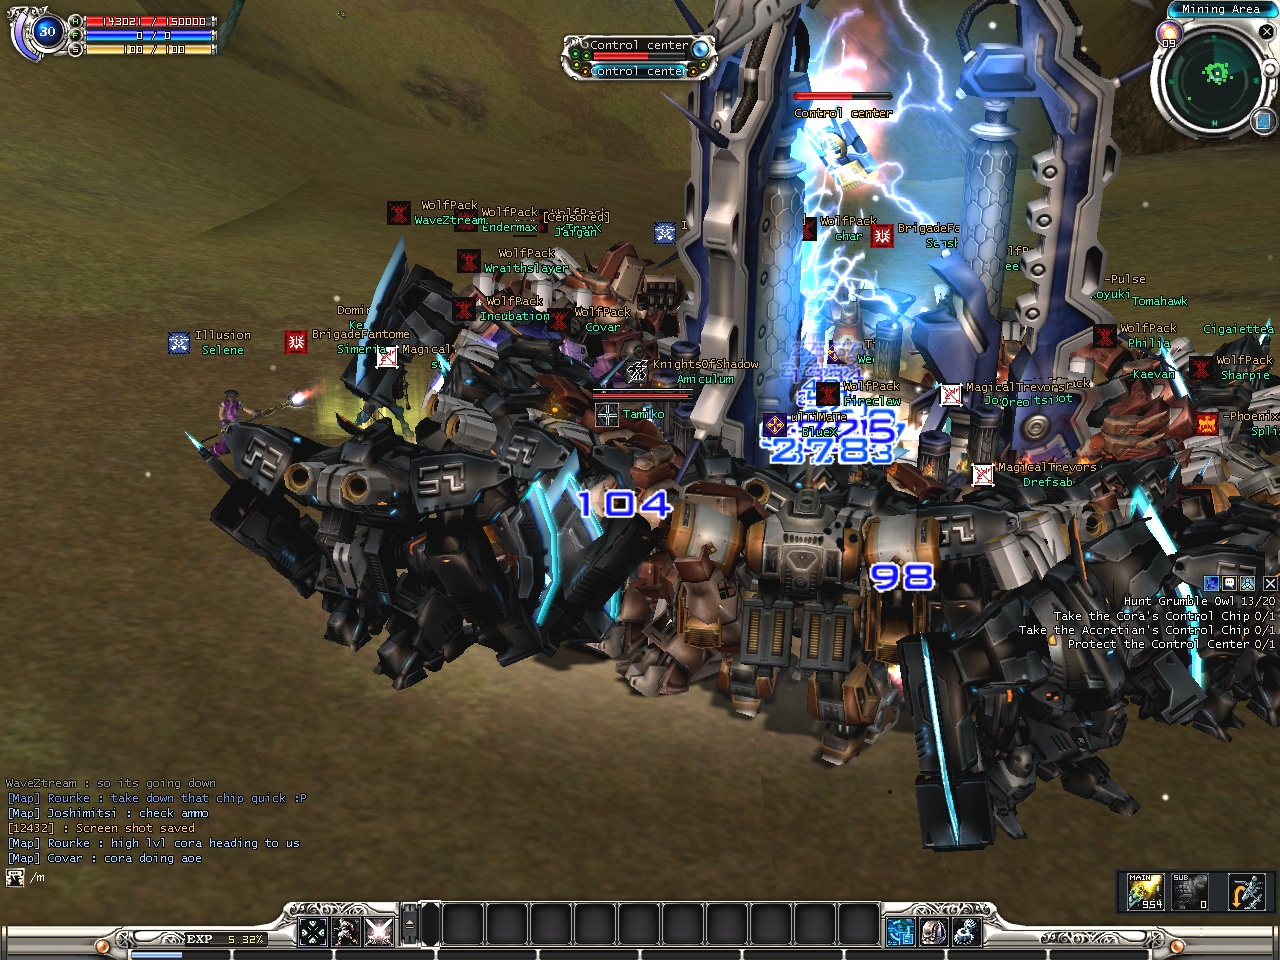 Mining Area
30
H 143021 / 150000
F 0 / 0
S 100 / 100
09
Control center
Control center
Control center
N
WolfPack
WaveZtream
WolfPack
Endermax
[Censored]
Jargan
WolfPack
Wraithslayer
WolfPack
Char
WolfPack
Incubation
WolfPack
Covar
-Pulse
Tomahawk
Illusion
Selene
BrigadeFantome
Simeria
Magical
KnightsOfShadow
Amiculum
Tamiko
WolfPack
Fireclaw
ulTiMaTe
BlueX
MagicalTrevors
WolfPack
Philia
Cigaiettea
Kaevan
WolfPack
Sharpie
-Phoenix
MagicalTrevors
Drefsab
2783
104
98
Hunt Grumble Owl 13/20
Take the Cora's Control Chip 0/1
Take the Accretian's Control Chip 0/1
Protect the Control Center 0/1
WaveZtream : so its going down
[Map] Rourke : take down that chip quick :P
[Map] Joshimitsi : check ammo
[12432] : Screen shot saved
[Map] Rourke : high lvl cora heading to us
[Map] Covar : cora doing aoe
/m
MAIN
954
SUB
0
EXP 5.32%